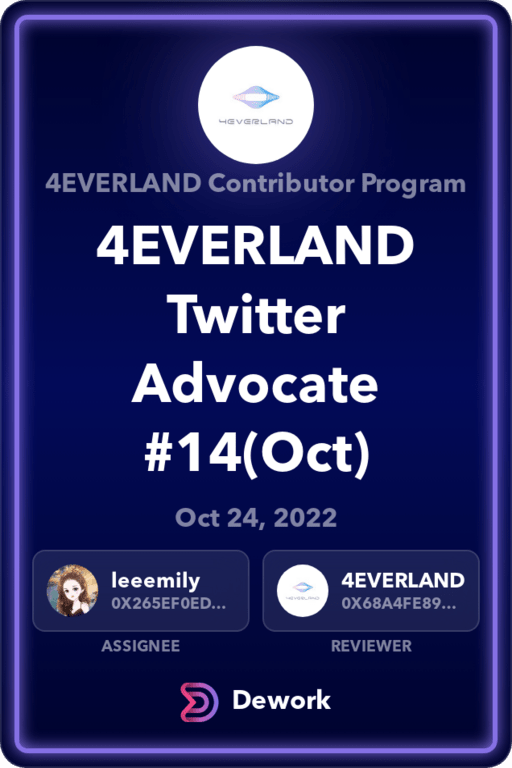 4EVERLAND
4EVERLAND Contributor Program
4EVERLAND
Twitter
Advocate
#14(Oct)
Oct 24, 2022
leeemily
0X265EF0ED...
ASSIGNEE
4EVERLAND
4EVERLAND
0X68A4FE89...
REVIEWER
Dework